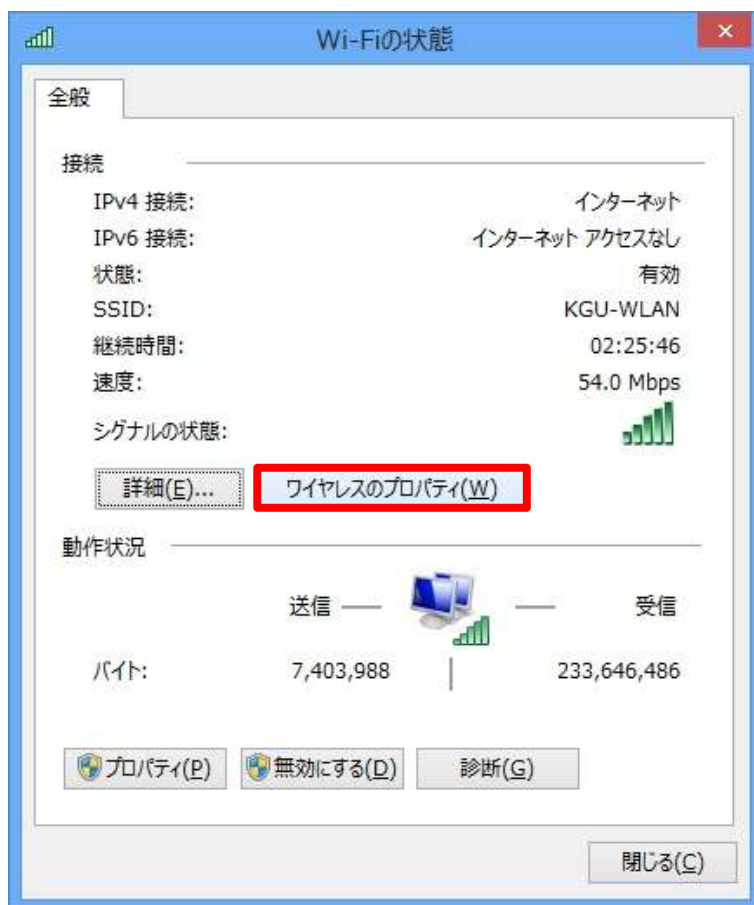 Wi-Fiの状態
全般
接続
IPv4 接続: インターネット
IPv6 接続: インターネット アクセスなし
状態: 有効
SSID: KGU-WLAN
継続時間: 02:25:46
速度: 54.0 Mbps
シグナルの状態:
詳細(E)... ワイヤレスのプロパティ(W)
動作状況
送信 受信
バイト: 7,403,988 233,646,486
プロパティ(P) 無効にする(D) 診断(G)
閉じる(C)